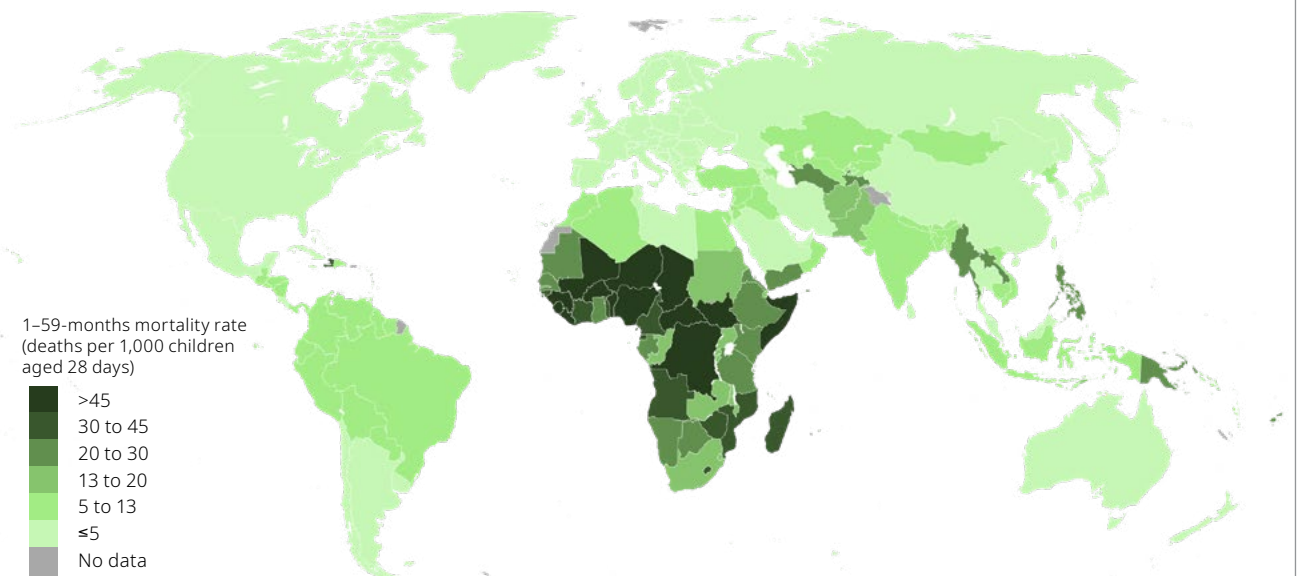 1–59-months mortality rate
(deaths per 1,000 children
aged 28 days)
>45
30 to 45
20 to 30
13 to 20
5 to 13
≤5
No data